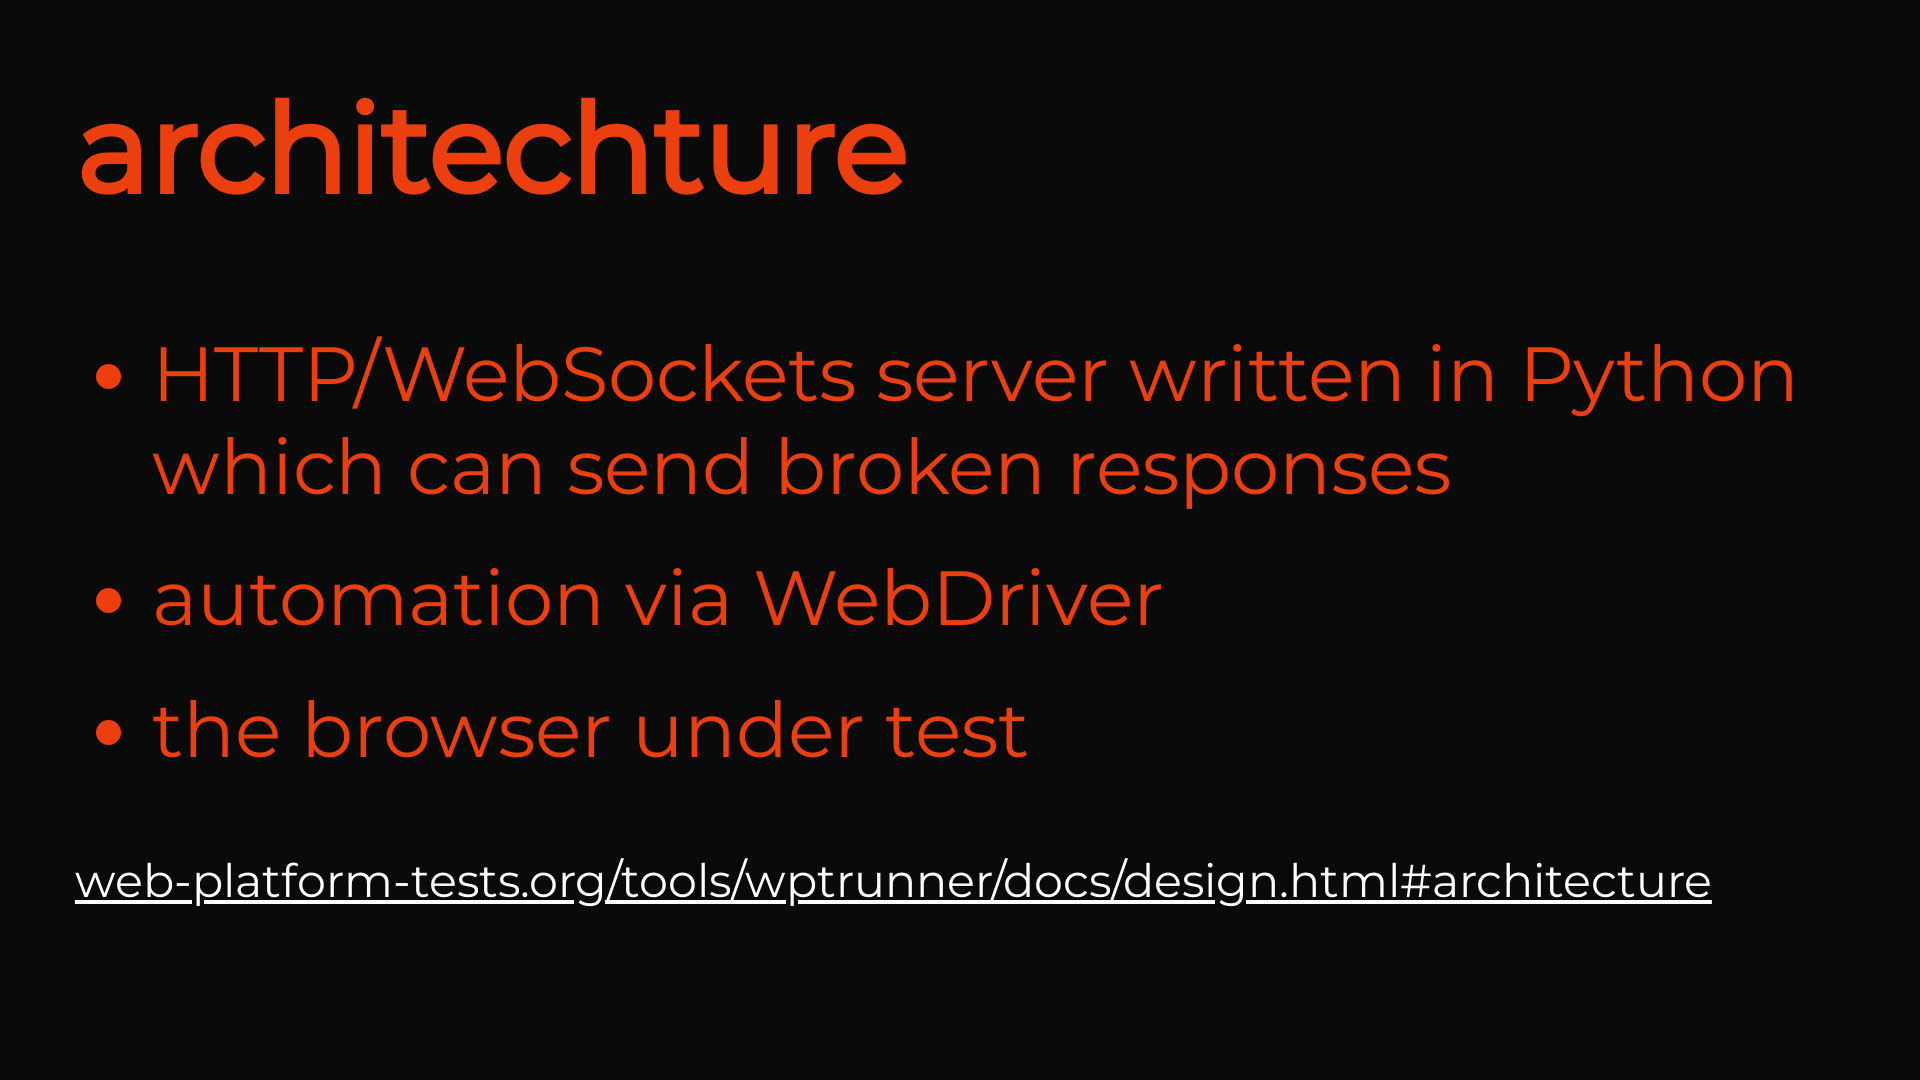 architechture
• HTTP/WebSockets server written in Python
which can send broken responses
• automation via WebDriver
• the browser under test
web-platform-tests.org/tools/wptrunner/docs/design.html#architecture